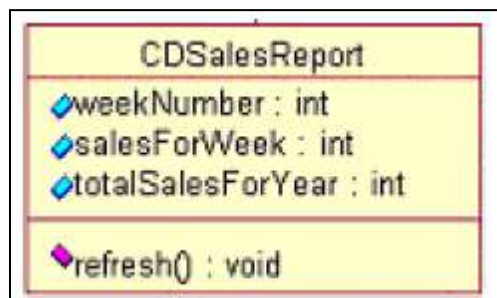 CDSalesReport
weekNumber : int
salesForWeek : int
totalSalesForYear : int
refresh() : void